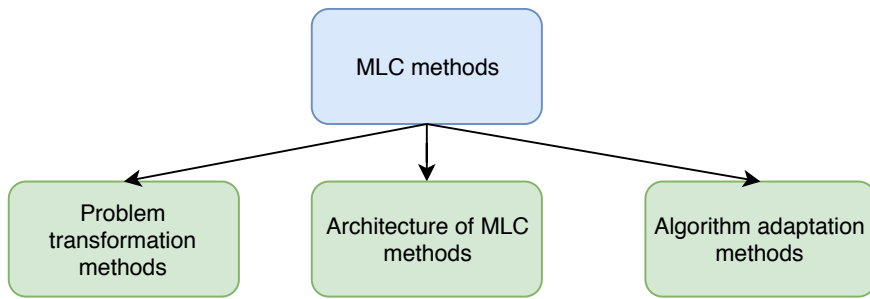 MLC methods
Problem
transformation
methods
Architecture of MLC
methods
Algorithm adaptation
methods